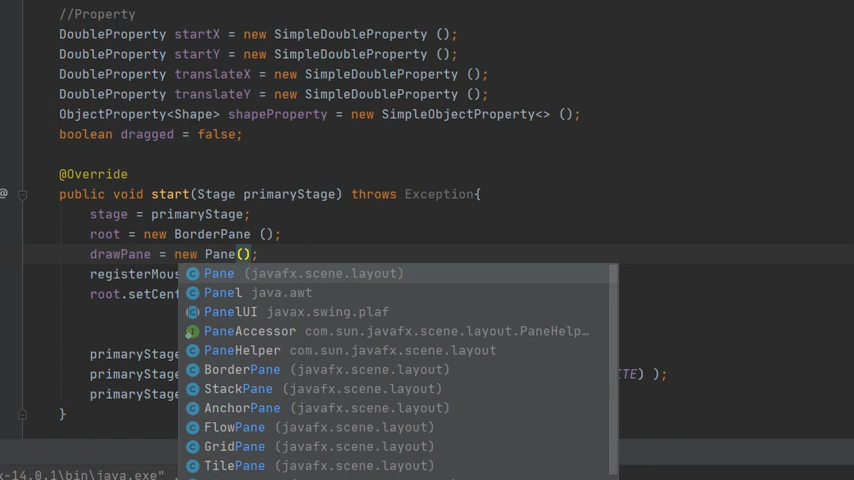 //Property
DoubleProperty startX = new SimpleDoubleProperty ();
DoubleProperty startY = new SimpleDoubleProperty ();
DoubleProperty translateX = new SimpleDoubleProperty ();
DoubleProperty translateY = new SimpleDoubleProperty ();
ObjectProperty<Shape> shapeProperty = new SimpleObjectProperty<> ();
boolean dragged = false;
@Override
@ public void start(Stage primaryStage) throws Exception{
stage = primaryStage;
root = new BorderPane ();
drawPane = new Pane();
registerMous
Pane (javafx.scene.layout)
root.setCent
Panel java.awt
PanelUI javax.swing.plaf
PaneAccessor com.sun.javafx.scene.layout.PaneHelp…
primaryStage
PaneHelper com.sun.javafx.scene.layout
primaryStage
BorderPane (javafx.scene.layout)
ITE) );
primaryStage
StackPane (javafx.scene.layout)
AnchorPane (javafx.scene.layout)
}
FlowPane (javafx.scene.layout)
GridPane (javafx.scene.layout)
TilePane (javafx.scene.layout)
x-14.0.1\bin\java.exe"